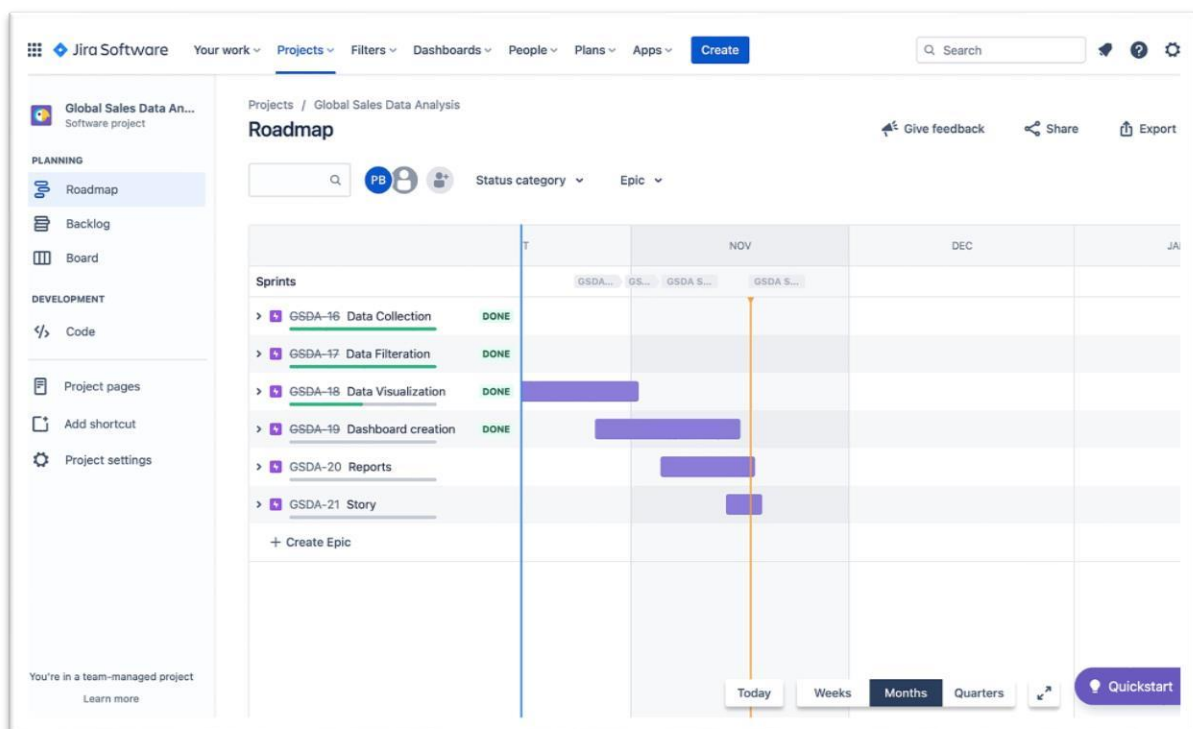 Jira Software Your work Projects Filters Dashboards People Plans Apps Create Search
Global Sales Data An...
Software project
PLANNING
Roadmap
Backlog
Board
DEVELOPMENT
Code
Project pages
Add shortcut
Project settings
You're in a team-managed project
Learn more
Projects / Global Sales Data Analysis
Roadmap
Give feedback Share Export
PB Status category Epic
T NOV DEC JA
Sprints GSDA... GS... GSDA S... GSDA S...
GSDA-16 Data Collection DONE
GSDA-17 Data Filteration DONE
GSDA-18 Data Visualization DONE
GSDA-19 Dashboard creation DONE
GSDA-20 Reports
GSDA-21 Story
+ Create Epic
Today Weeks Months Quarters Quickstart